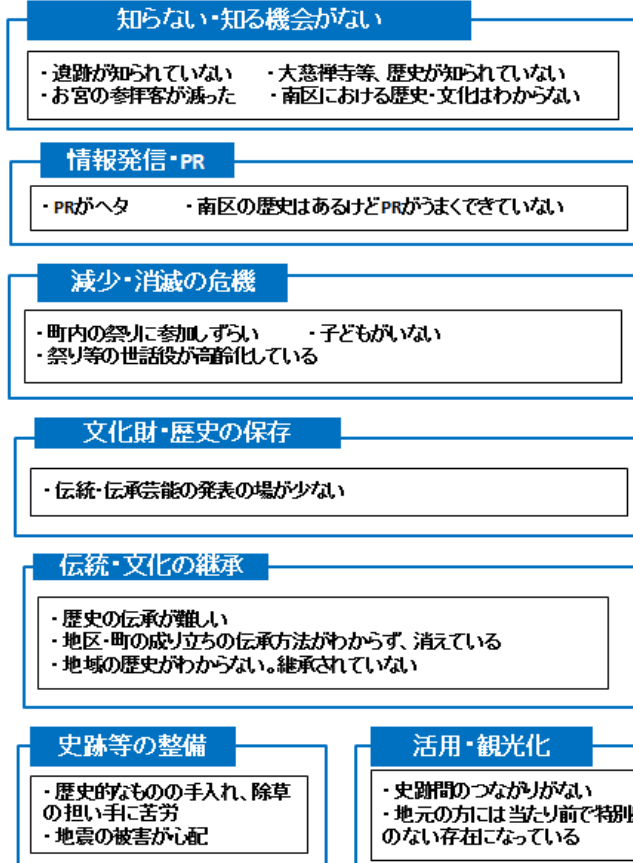 知らない・知る機会がない
・遺跡が知られていない　・大慈禅寺等、歴史が知られていない
・お宮の参拝客が減った　・南区における歴史・文化はわからない
情報発信・PR
・PRがヘタ　・南区の歴史はあるけどPRがうまくできていない
減少・消滅の危機
・町内の祭りに参加しずらい　・子どもがいない
・祭り等の世話役が高齢化している
文化財・歴史の保存
・伝統・伝承芸能の発表の場が少ない
伝統・文化の継承
・歴史の伝承が難しい
・地区・町の成り立ちの伝承方法がわからず、消えている
・地域の歴史がわからない。継承されていない
史跡等の整備
・歴史的なものの手入れ、除草
の担い手に苦労
・地震の被害が心配
活用・観光化
・史跡間のつながりがない
・地元の方には当たり前で特別
のない存在になっている